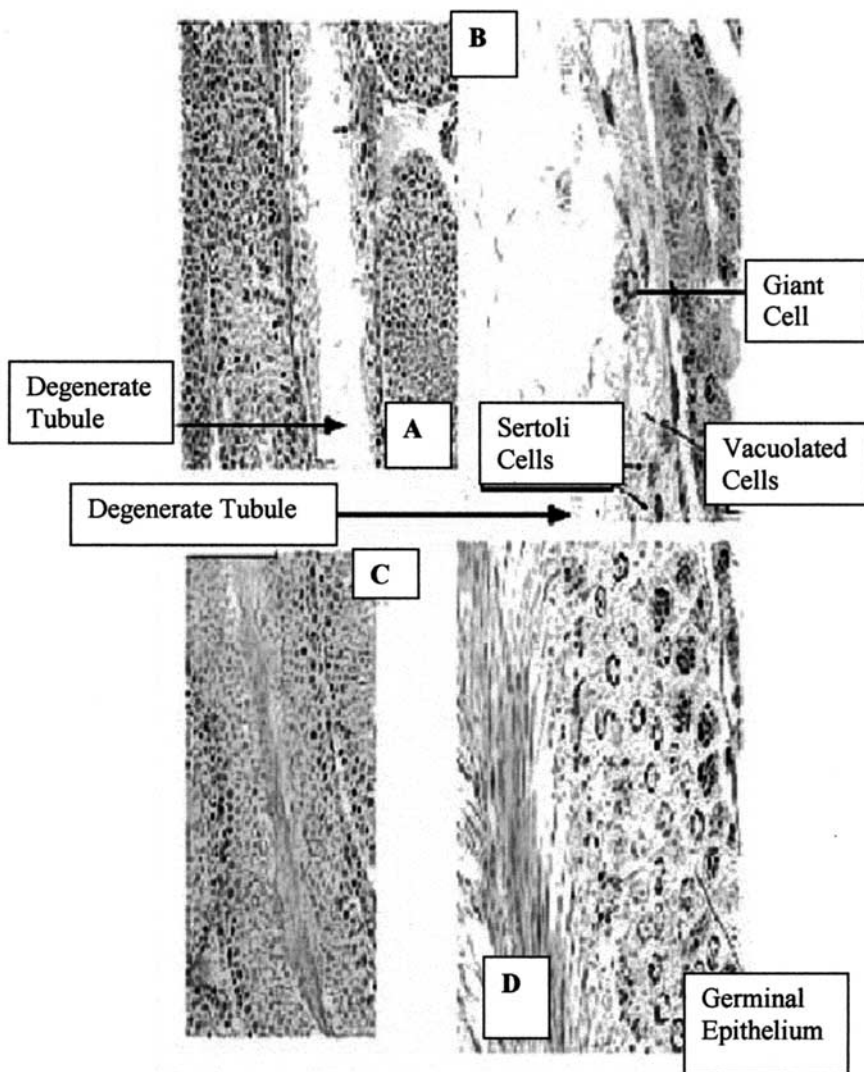 B
Giant
Cell
Degenerate
Tubule
A
Sertoli
Cells
Vacuolated
Cells
Degenerate Tubule
C
D
Germinal
Epithelium